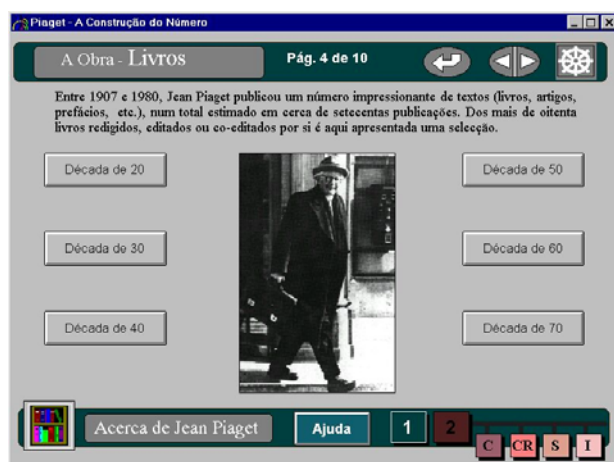 Piaget - A Construção do Número
A Obra - Livros
Pág. 4 de 10
Entre 1907 e 1980, Jean Piaget publicou um número impressionante de textos (livros, artigos,
prefácios, etc.), num total estimado em cerca de setecentas publicações. Dos mais de oitenta
livros redigidos, editados ou co-editados por si é aqui apresentada uma selecção.
Década de 20
Década de 50
Década de 30
Década de 60
Década de 40
Década de 70
Acerca de Jean Piaget
Ajuda
1
2
C
CR
S
I